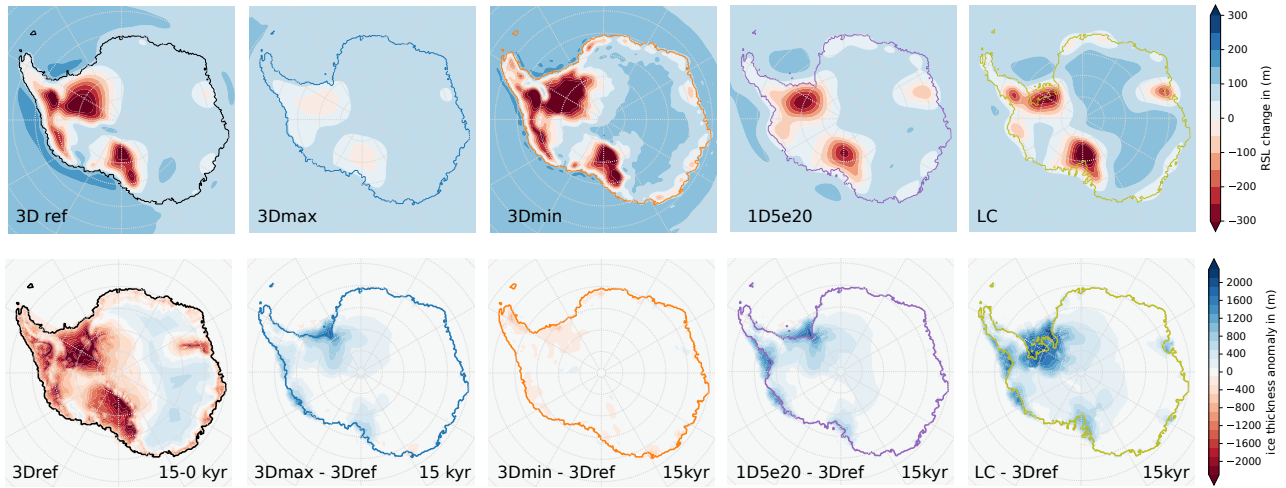 3D ref
3Dmax
3Dmin
1D5e20
LC
300
200
100
0
−100
−200
−300
RSL change in (m)
3Dref 15-0 kyr
3Dmax - 3Dref 15 kyr
3Dmin - 3Dref 15kyr
1D5e20 - 3Dref 15kyr
LC - 3Dref 15kyr
2000
1600
1200
800
400
0
−400
−800
−1200
−1600
−2000
ice thickness anomaly in (m)